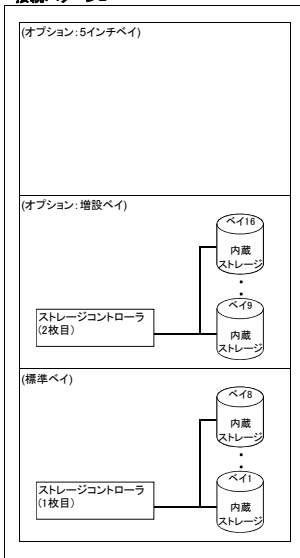 (オプション:5インチベイ)
(オプション:増設ベイ)
ベイ16
内蔵
ストレージ
ベイ9
内蔵
ストレージ
ストレージコントローラ
(2枚目)
(標準ベイ)
ベイ8
内蔵
ストレージ
ベイ1
内蔵
ストレージ
ストレージコントローラ
(1枚目)